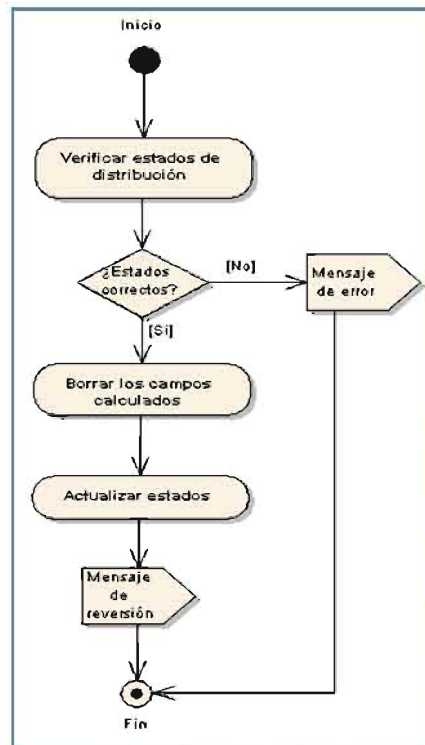 Inicio
Verificar estados de
distribución
¿Estados
correctos?
[No]
Mensaje
de error
[Si]
Borrar los campos
calculados
Actualizar estados
Mensaje
de
reversión
Fin